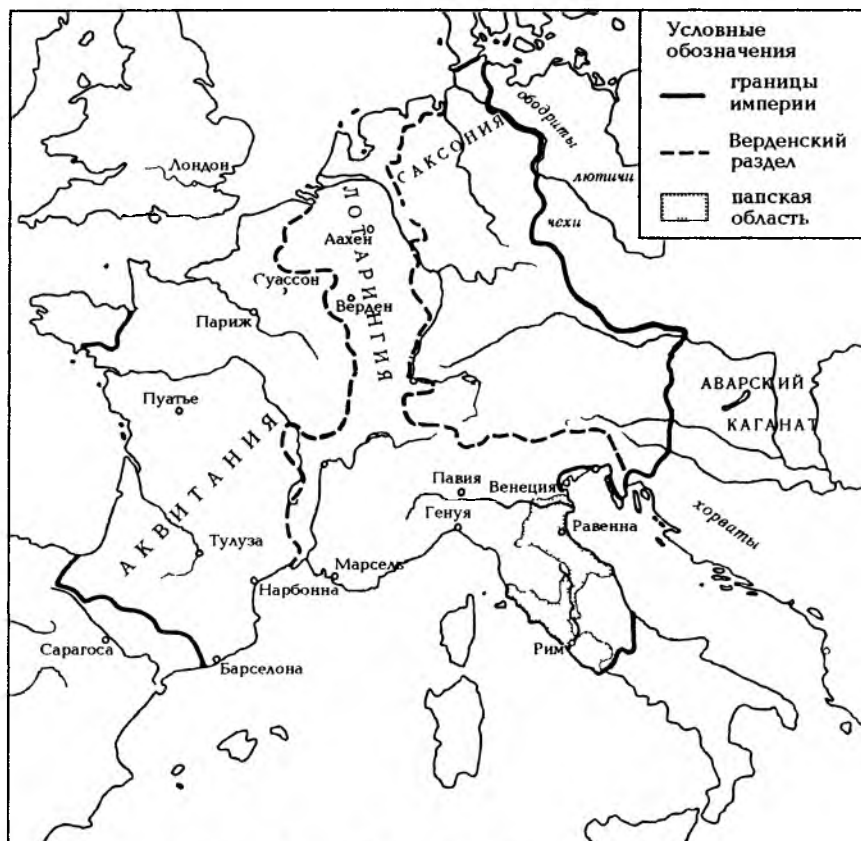 Условные
обозначения
границы
империи
Верденский
раздел
папская
область
ободриты
САКСОНИЯ
Лондон
лютичи
чехи
ЛОТАРИНГИЯ
Аахен
Суассон
Верден
Париж
Пуатье
АВАРСКИЙ
КАГАНАТ
АКВИТАНИЯ
Павия
Венеция
Генуя
хорваты
Равенна
Тулуза
Марсель
Нарбонна
Сарагоса
Рим
Барселона